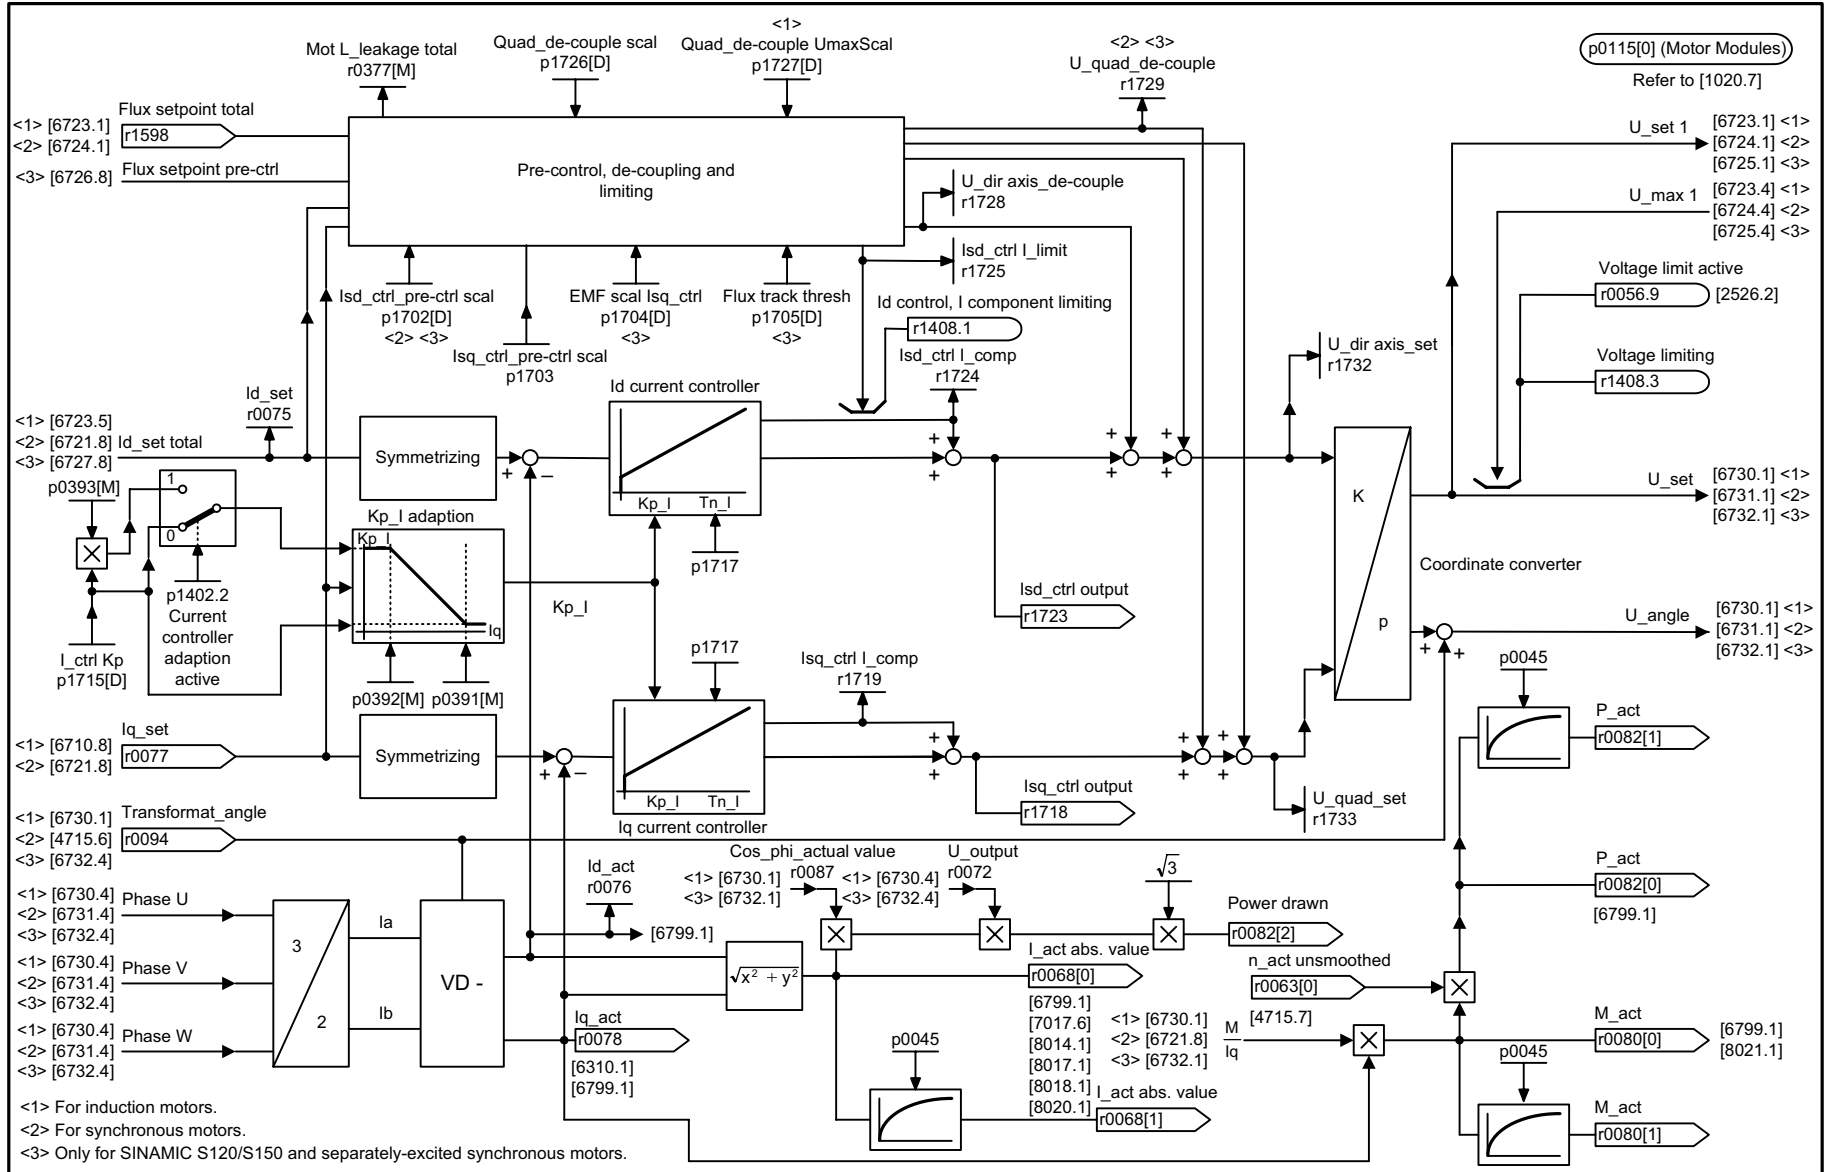 <1>
Mot L_leakage total
r0377[M]
Quad_de-couple scal
p1726[D]
Quad_de-couple UmaxScal
p1727[D]
<2> <3>
U_quad_de-couple
r1729
p0115[0] (Motor Modules)
Refer to [1020.7]
Flux setpoint total
<1> [6723.1]
<2> [6724.1]
r1598
<3> [6726.8]
Flux setpoint pre-ctrl
Pre-control, de-coupling and
limiting
U_dir axis_de-couple
r1728
Isd_ctrl I_limit
r1725
U_set 1
[6723.1] <1>
[6724.1] <2>
[6725.1] <3>
U_max 1
[6723.4] <1>
[6724.4] <2>
[6725.4] <3>
Isd_ctrl_pre-ctrl scal
p1702[D]
<2> <3>
Isq_ctrl_pre-ctrl scal
p1703
EMF scal Isq_ctrl
p1704[D]
<3>
Flux track thresh
p1705[D]
<3>
Id control, I component limiting
r1408.1
Isd_ctrl I_comp
r1724
Voltage limit active
r0056.9
[2526.2]
Voltage limiting
r1408.3
U_dir axis_set
r1732
Id_set
r0075
<1> [6723.5]
<2> [6721.8]
<3> [6727.8]
Id_set total
Symmetrizing
+
−
Id current controller
Kp_I
Tn_I
p1717
+
+
+
+
+
+
K
p
Coordinate converter
U_set
[6730.1] <1>
[6731.1] <2>
[6732.1] <3>
p0393[M]
1
0
p1402.2
Current
controller
adaption
active
I_ctrl Kp
p1715[D]
Kp_I adaption
Kp_I
Iq
p0392[M]
p0391[M]
Kp_I
Isd_ctrl output
r1723
U_angle
+
+
[6730.1] <1>
[6731.1] <2>
[6732.1] <3>
p1717
Isq_ctrl I_comp
r1719
Iq_set
<1> [6710.8]
<2> [6721.8]
r0077
Symmetrizing
+
−
Kp_I
Tn_I
Iq current controller
+
+
+
+
+
+
Isq_ctrl output
r1718
U_quad_set
r1733
p0045
P_act
r0082[1]
Transformat_angle
<1> [6730.1]
<2> [4715.6]
<3> [6732.4]
r0094
Id_act
r0076
[6799.1]
Cos_phi_actual value
r0087
<1> [6730.1]
<3> [6732.1]
U_output
r0072
<1> [6730.4]
<3> [6732.4]
√3
Power drawn
r0082[2]
P_act
r0082[0]
[6799.1]
<1> [6730.4]
<2> [6731.4]
<3> [6732.4]
Phase U
<1> [6730.4]
<2> [6731.4]
<3> [6732.4]
Phase V
<1> [6730.4]
<2> [6731.4]
<3> [6732.4]
Phase W
3
2
Ia
Ib
VD -
√x² + y²
I_act abs. value
r0068[0]
[6799.1]
[7017.6]
[8014.1]
[8017.1]
[8018.1]
[8020.1]
n_act unsmoothed
r0063[0]
[4715.7]
Iq_act
r0078
[6310.1]
[6799.1]
<1> [6730.1]
<2> [6721.8]
<3> [6732.1]
M
Iq
M_act
r0080[0]
[6799.1]
[8021.1]
p0045
I_act abs. value
r0068[1]
p0045
M_act
r0080[1]
<1> For induction motors.
<2> For synchronous motors.
<3> Only for SINAMIC S120/S150 and separately-excited synchronous motors.